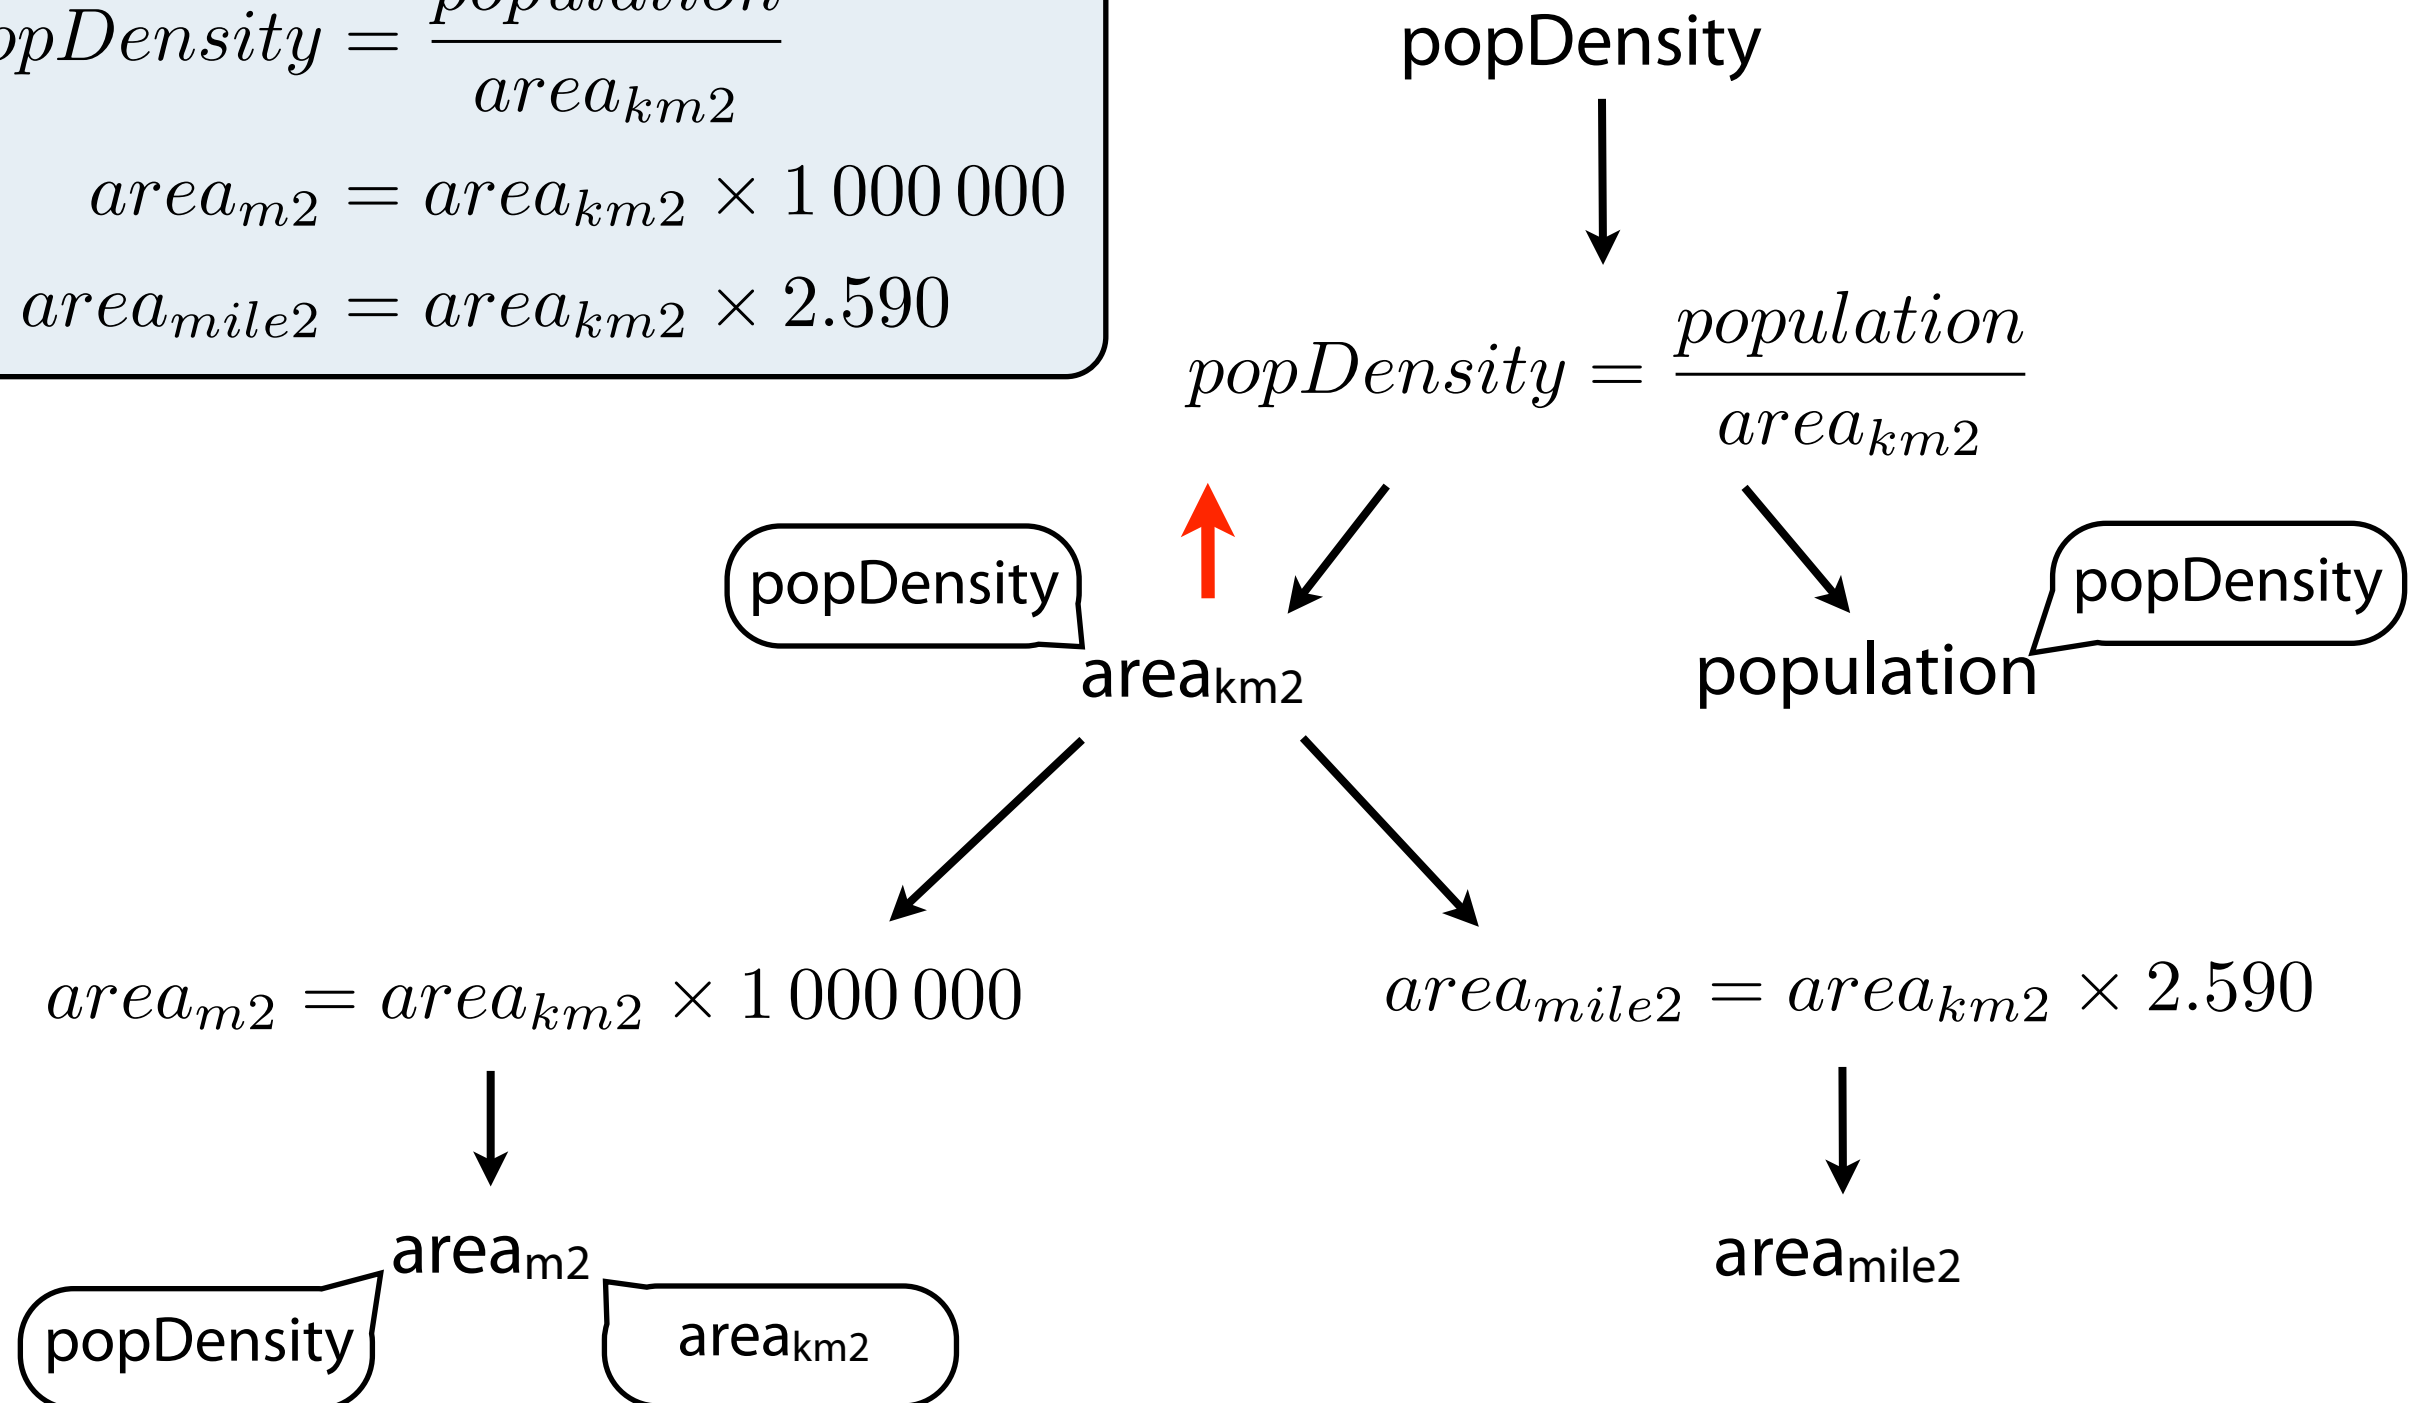 opDensity = population / area_km2
area_m2 = area_km2 × 1 000 000
area_mile2 = area_km2 × 2.590
popDensity
popDensity = population / area_km2
popDensity
popDensity
area_km2
population
area_m2 = area_km2 × 1 000 000
area_mile2 = area_km2 × 2.590
area_m2
area_mile2
popDensity
area_km2